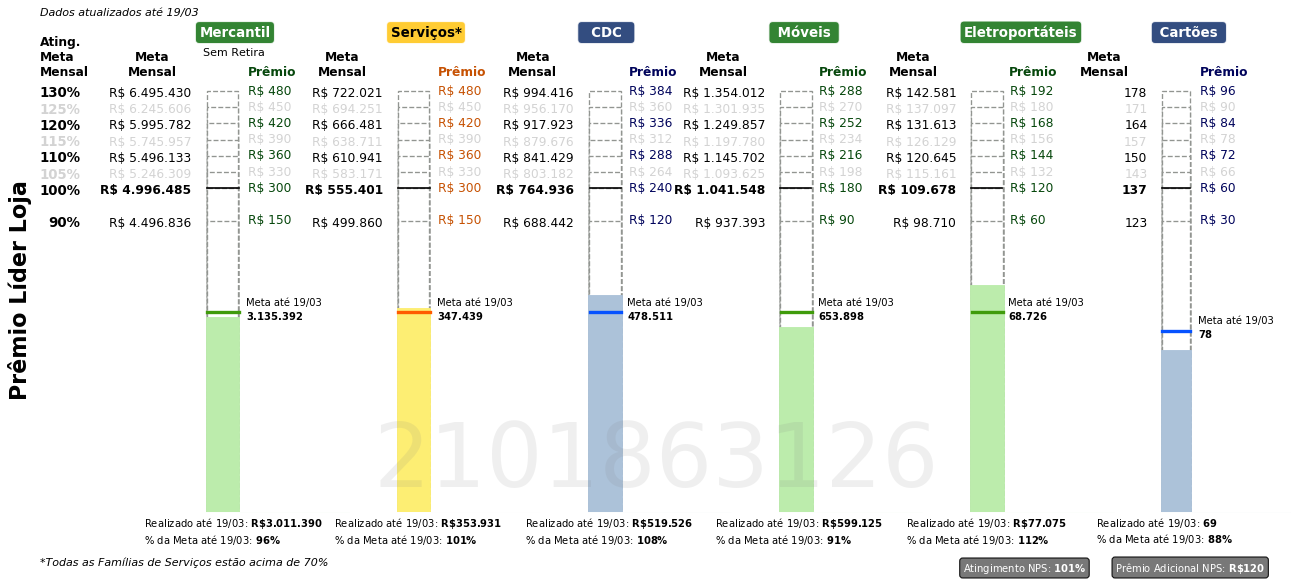 Dados atualizados até 19/03
Mercantil Serviços* CDC Móveis Eletroportáteis Cartões
Sem Retira
Ating. Meta Mensal
Meta Mensal Prêmio Meta Mensal Prêmio Meta Mensal Prêmio Meta Mensal Prêmio Meta Mensal Prêmio Meta Mensal Prêmio
130% R$ 6.495.430 R$ 480 R$ 722.021 R$ 480 R$ 994.416 R$ 384 R$ 1.354.012 R$ 288 R$ 142.581 R$ 192 178 R$ 96
125% R$ 6.245.606 R$ 450 R$ 694.251 R$ 450 R$ 956.170 R$ 360 R$ 1.301.935 R$ 270 R$ 137.097 R$ 180 171 R$ 90
120% R$ 5.995.782 R$ 420 R$ 666.481 R$ 420 R$ 917.923 R$ 336 R$ 1.249.857 R$ 252 R$ 131.613 R$ 168 164 R$ 84
115% R$ 5.745.957 R$ 390 R$ 638.711 R$ 390 R$ 879.676 R$ 312 R$ 1.197.780 R$ 234 R$ 126.129 R$ 156 157 R$ 78
110% R$ 5.496.133 R$ 360 R$ 610.941 R$ 360 R$ 841.429 R$ 288 R$ 1.145.702 R$ 216 R$ 120.645 R$ 144 150 R$ 72
105% R$ 5.246.309 R$ 330 R$ 583.171 R$ 330 R$ 803.182 R$ 264 R$ 1.093.625 R$ 198 R$ 115.161 R$ 132 143 R$ 66
100% R$ 4.996.485 R$ 300 R$ 555.401 R$ 300 R$ 764.936 R$ 240 R$ 1.041.548 R$ 180 R$ 109.678 R$ 120 137 R$ 60
90% R$ 4.496.836 R$ 150 R$ 499.860 R$ 150 R$ 688.442 R$ 120 R$ 937.393 R$ 90 R$ 98.710 R$ 60 123 R$ 30
Prêmio Líder Loja
Meta até 19/03 Meta até 19/03 Meta até 19/03 Meta até 19/03 Meta até 19/03 Meta até 19/03
3.135.392 347.439 478.511 653.898 68.726 78
2101863126
Realizado até 19/03: R$3.011.390 Realizado até 19/03: R$353.931 Realizado até 19/03: R$519.526 Realizado até 19/03: R$599.125 Realizado até 19/03: R$77.075 Realizado até 19/03: 69
% da Meta até 19/03: 96% % da Meta até 19/03: 101% % da Meta até 19/03: 108% % da Meta até 19/03: 91% % da Meta até 19/03: 112% % da Meta até 19/03: 88%
*Todas as Famílias de Serviços estão acima de 70%
Atingimento NPS: 101% Prêmio Adicional NPS: R$120